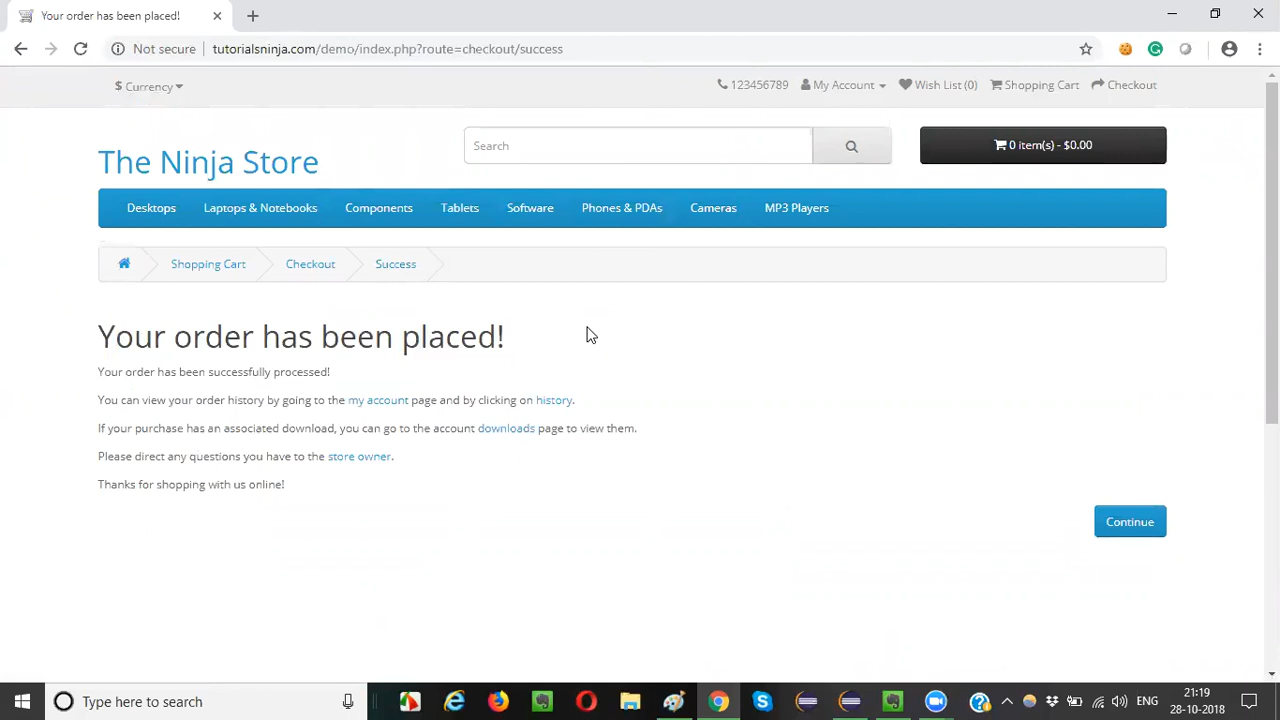 Your order has been placed!
Not secure | tutorialsninja.com/demo/index.php?route=checkout/success
$ Currency
123456789 My Account Wish List (0) Shopping Cart Checkout
The Ninja Store
Search
0 item(s) - $0.00
Desktops Laptops & Notebooks Components Tablets Software Phones & PDAs Cameras MP3 Players
Shopping Cart Checkout Success
Your order has been placed!
Your order has been successfully processed!
You can view your order history by going to the my account page and by clicking on history.
If your purchase has an associated download, you can go to the account downloads page to view them.
Please direct any questions you have to the store owner.
Thanks for shopping with us online!
Continue
Type here to search
ENG
21:19
28-10-2018